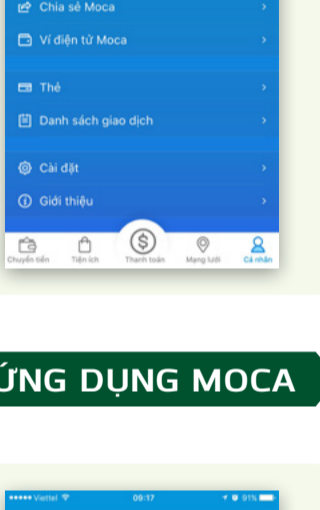 Chia sẻ Moca
Ví điện tử Moca
Thẻ
Danh sách giao dịch
Cài đặt
Giới thiệu
Chuyển tiền Tiện ích Thanh toán Mạng lưới Cá nhân
ỨNG DỤNG MOCA
Viettel 09:17 91%